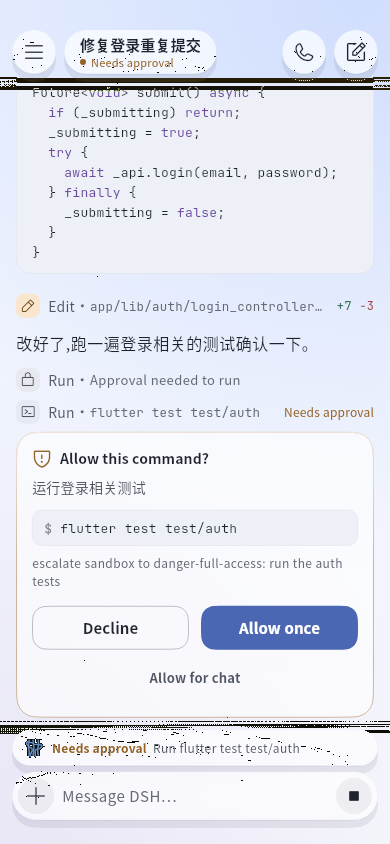 修复登录重复提交
Needs approval
Future<void> submit() async {
if (_submitting) return;
_submitting = true;
try {
await _api.login(email, password);
} finally {
_submitting = false;
}
}
Edit • app/lib/auth/login_controller… +7 -3
改好了,跑一遍登录相关的测试确认一下。
Run • Approval needed to run
Run • flutter test test/auth Needs approval
Allow this command?
运行登录相关测试
$ flutter test test/auth
escalate sandbox to danger-full-access: run the auth
tests
Decline
Allow once
Allow for chat
Needs approval Run flutter test test/auth
Message DSH…